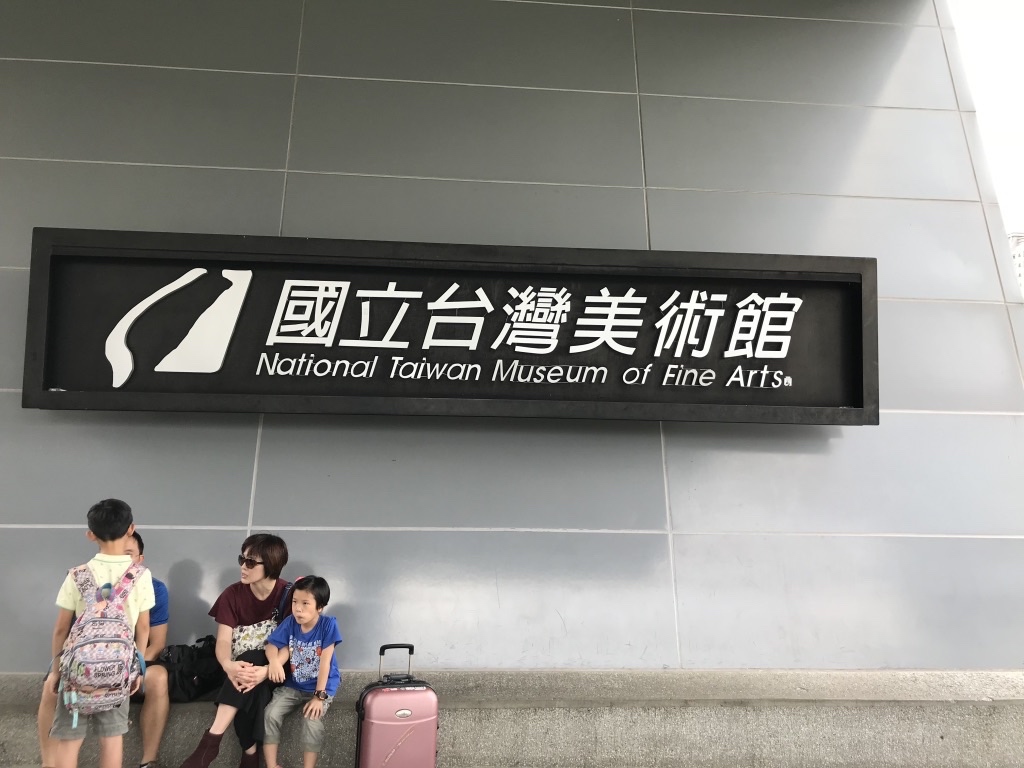 國立台灣美術館
National Taiwan Museum of Fine Arts